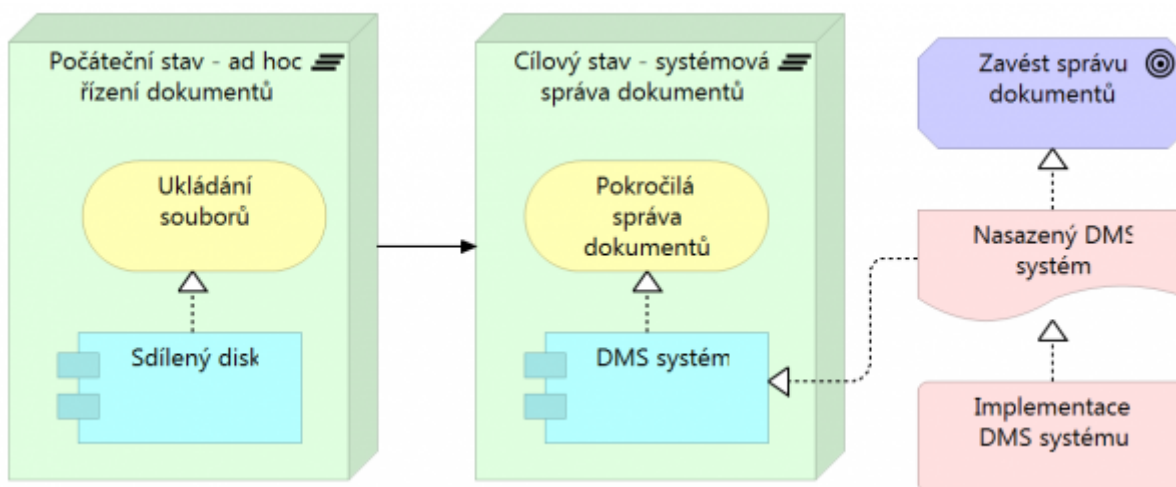 Počáteční stav - ad hoc
řízení dokumentů
Ukládání
souborů
Sdílený disk
Cílový stav - systémová
správa dokumentů
Pokročilá
správa
dokumentů
DMS systém
Zavést správu
dokumentů
Nasazený DMS
systém
Implementace
DMS systému